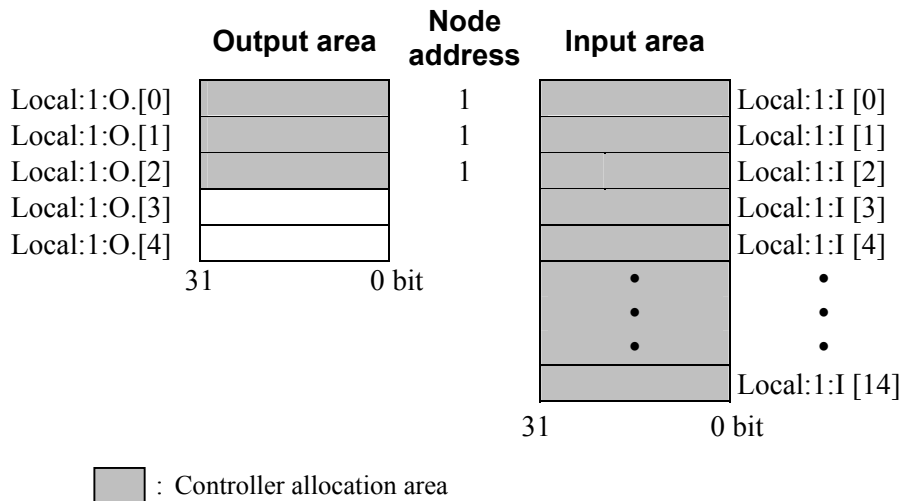 Output area Node address Input area
Local:1:O.[0] 1 Local:1:I [0]
Local:1:O.[1] 1 Local:1:I [1]
Local:1:O.[2] 1 Local:1:I [2]
Local:1:O.[3] Local:1:I [3]
Local:1:O.[4] Local:1:I [4]
31 0 bit • •
• •
• •
Local:1:I [14]
31 0 bit
: Controller allocation area